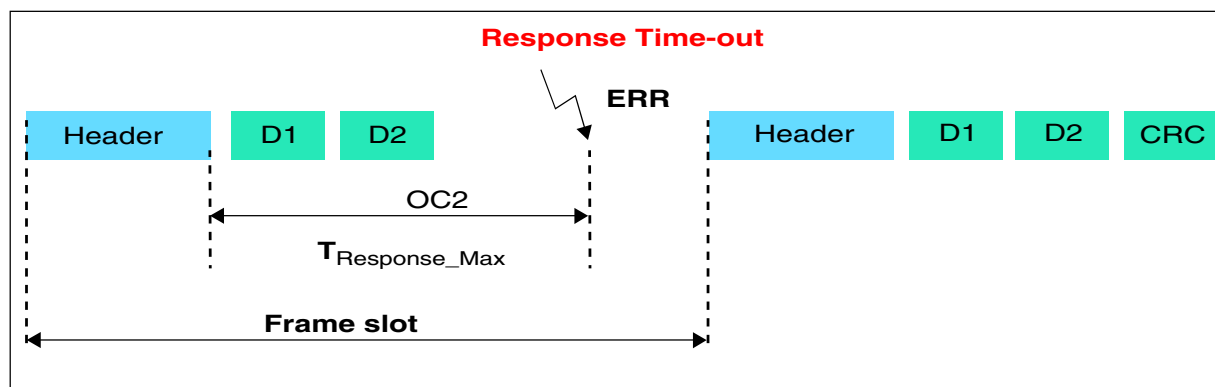 Response Time-out
ERR
Header D1 D2 Header D1 D2 CRC
OC2
TResponse_Max
Frame slot